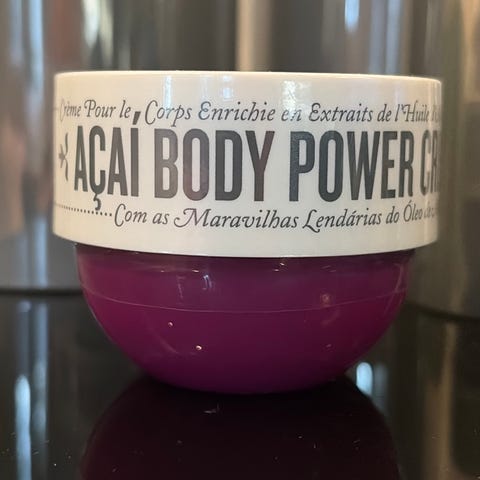 Crème Pour le Corps Enrichie en Extraits de l'Huile
AÇAÍ BODY POWER CR
Com as Maravilhas Lendárias do Óleo de